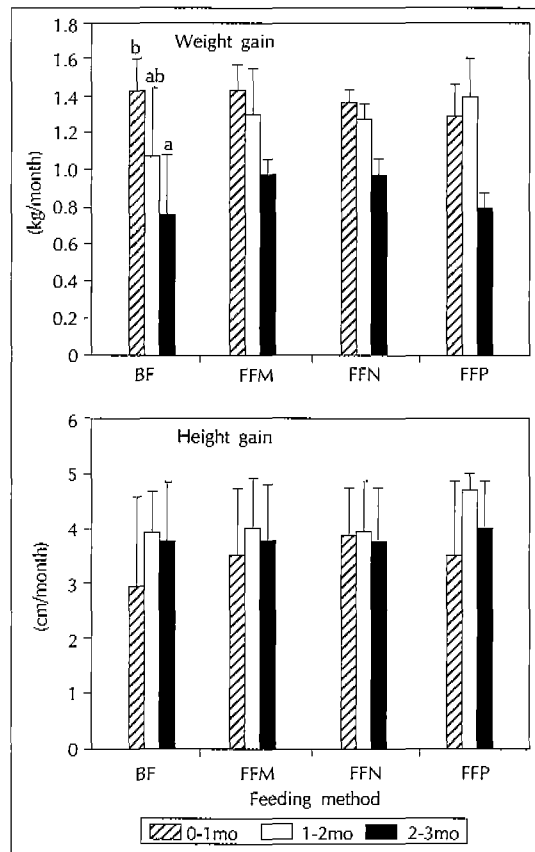 Weight gain
(kg/month)
1.8
1.6
1.4
1.2
1.0
0.8
0.6
0.4
0.2
0
b
ab
a
BF FFM FFN FFP
Height gain
(cm/month)
6
5
4
3
2
1
0
BF FFM FFN FFP
Feeding method
0-1mo 1-2mo 2-3mo